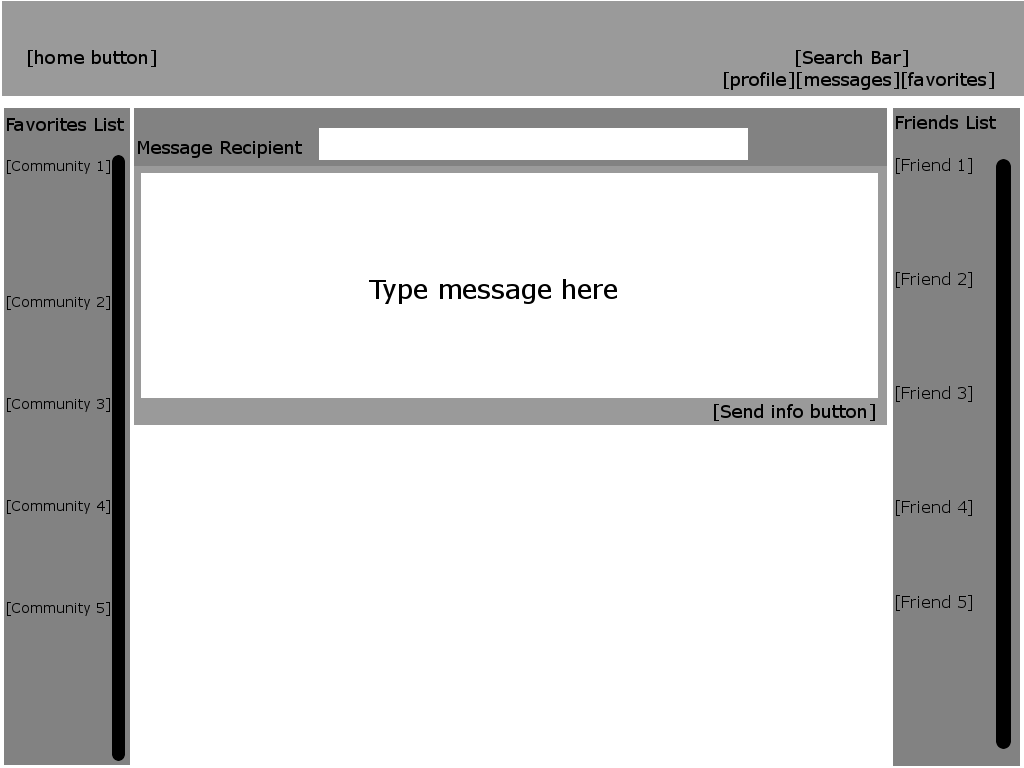 [home button]
[Search Bar]
[profile][messages][favorites]
Favorites List
[Community 1]
[Community 2]
[Community 3]
[Community 4]
[Community 5]
Message Recipient
Type message here
[Send info button]
Friends List
[Friend 1]
[Friend 2]
[Friend 3]
[Friend 4]
[Friend 5]